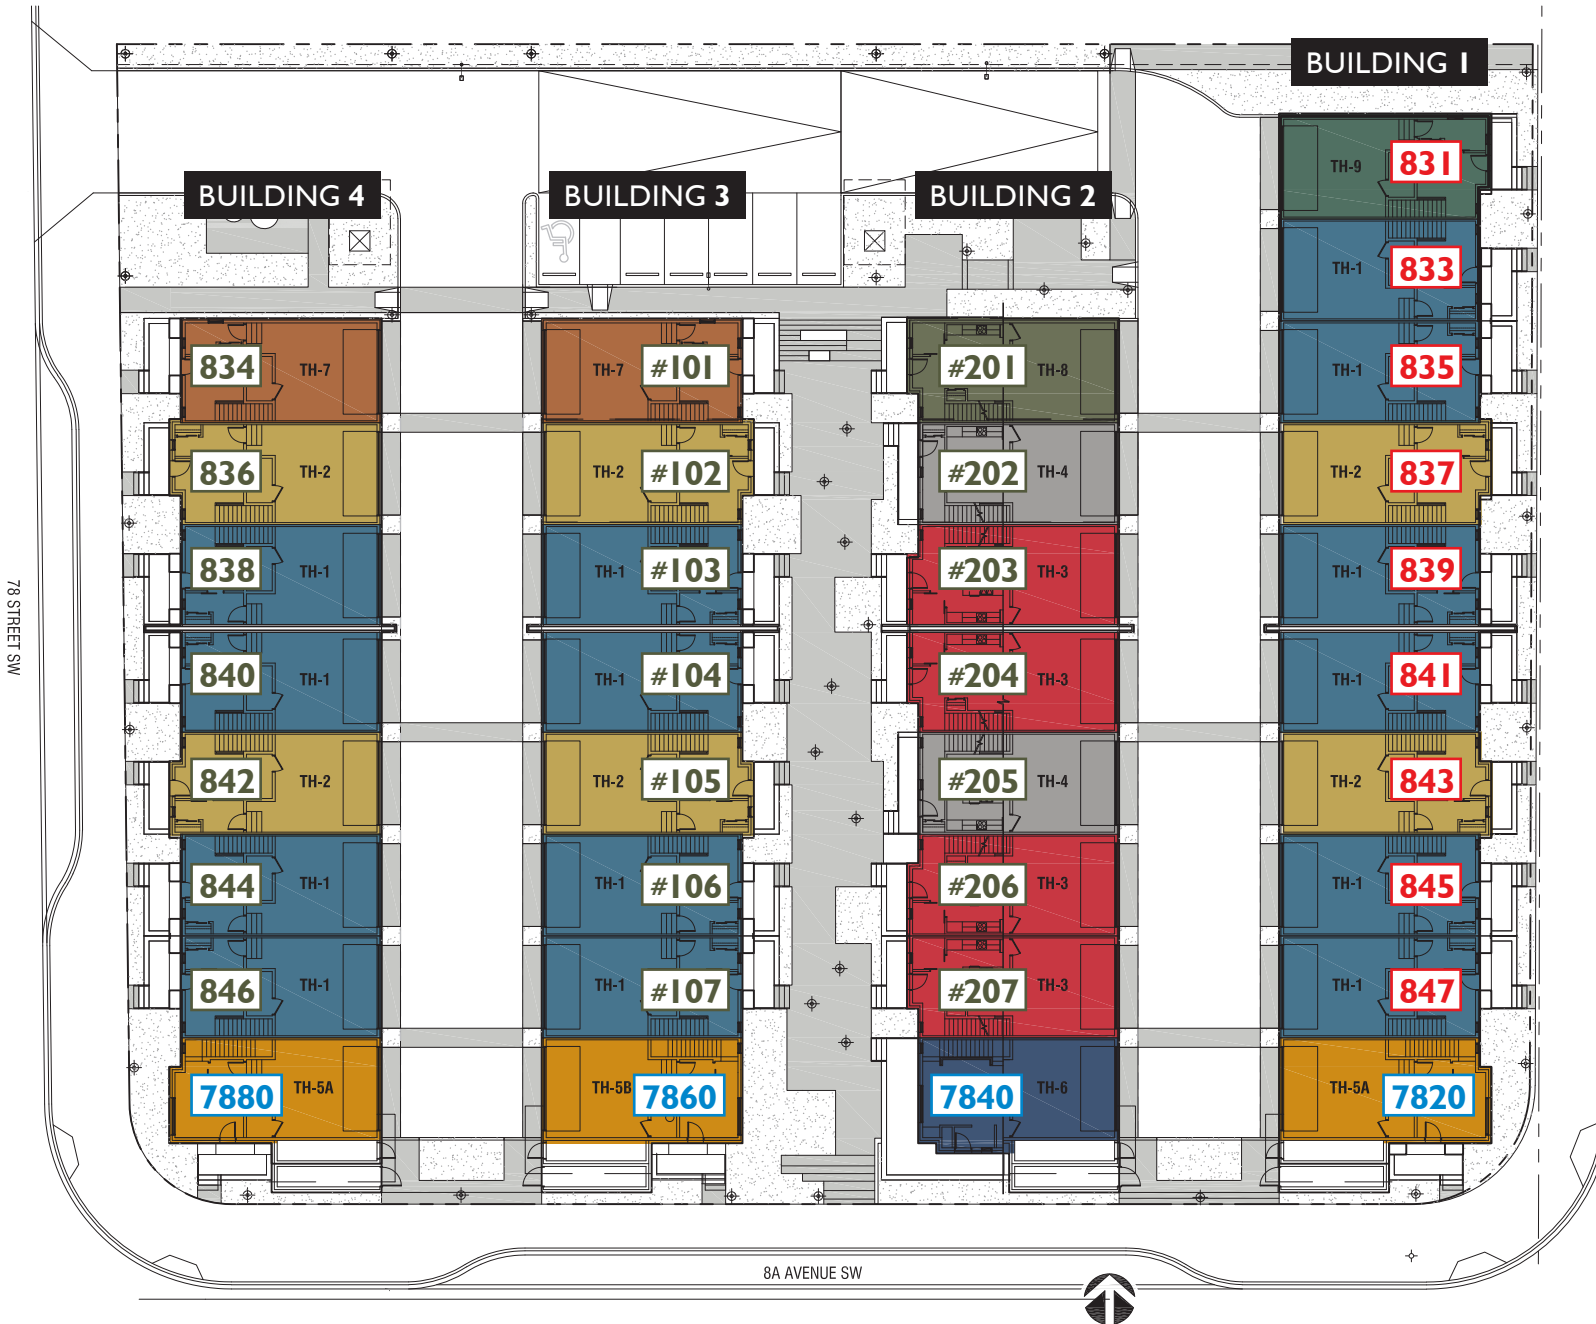 BUILDING 1
BUILDING 4
BUILDING 3
BUILDING 2
TH-9 831
TH-1 833
834 TH-7
TH-7 #101
#201 TH-8
TH-1 835
836 TH-2
TH-2 #102
#202 TH-4
TH-2 837
838 TH-1
TH-1 #103
#203 TH-3
TH-1 839
840 TH-1
TH-1 #104
#204 TH-3
TH-1 841
842 TH-2
TH-2 #105
#205 TH-4
TH-2 843
844 TH-1
TH-1 #106
#206 TH-3
TH-1 845
846 TH-1
TH-1 #107
#207 TH-3
TH-1 847
7880 TH-5A
TH-5B 7860
7840 TH-6
TH-5A 7820
78 STREET SW
8A AVENUE SW